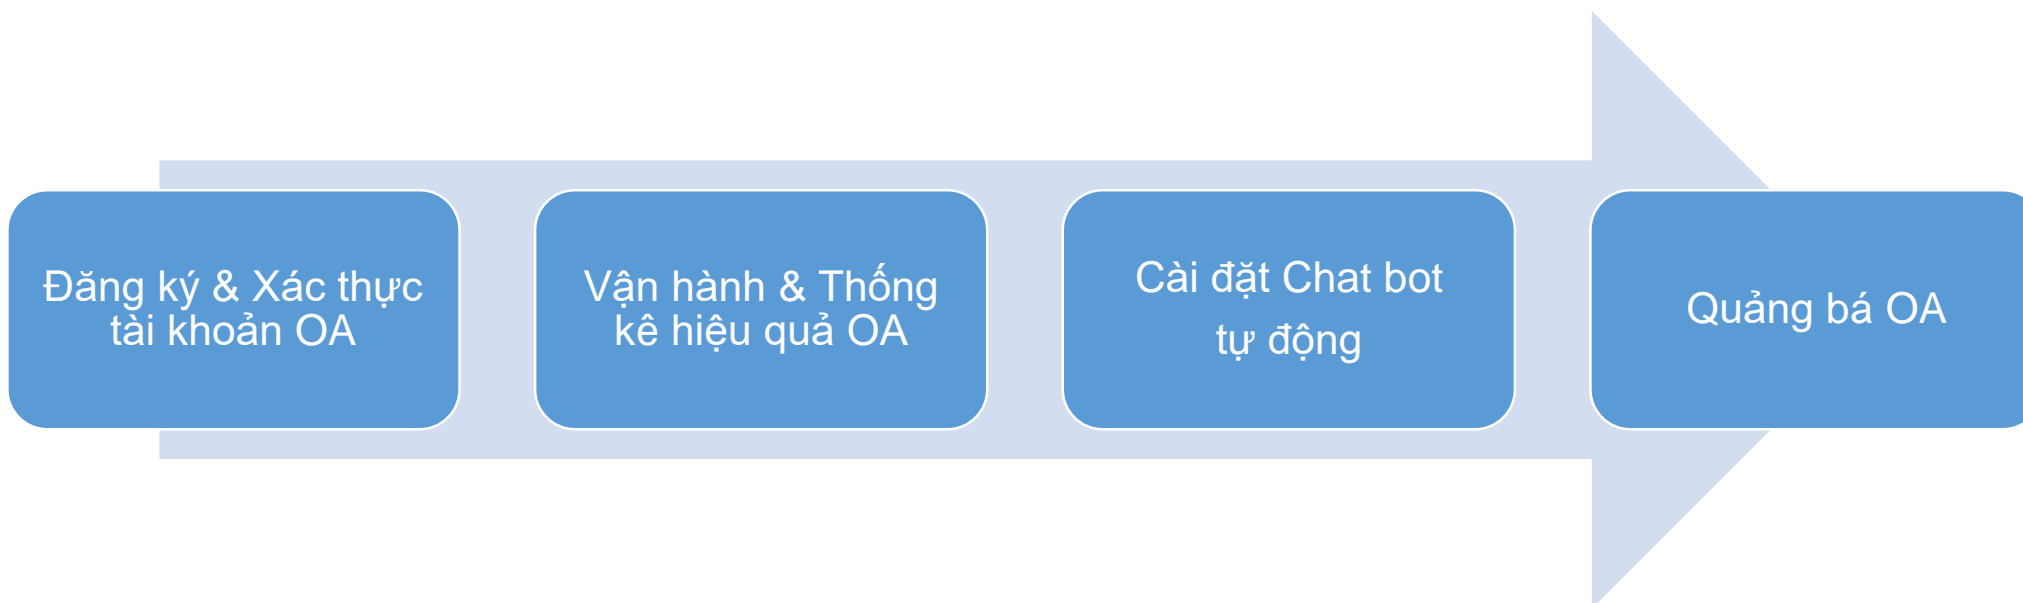 Đăng ký & Xác thực
tài khoản OA
Vận hành & Thống
kê hiệu quả OA
Cài đặt Chat bot
tự động
Quảng bá OA